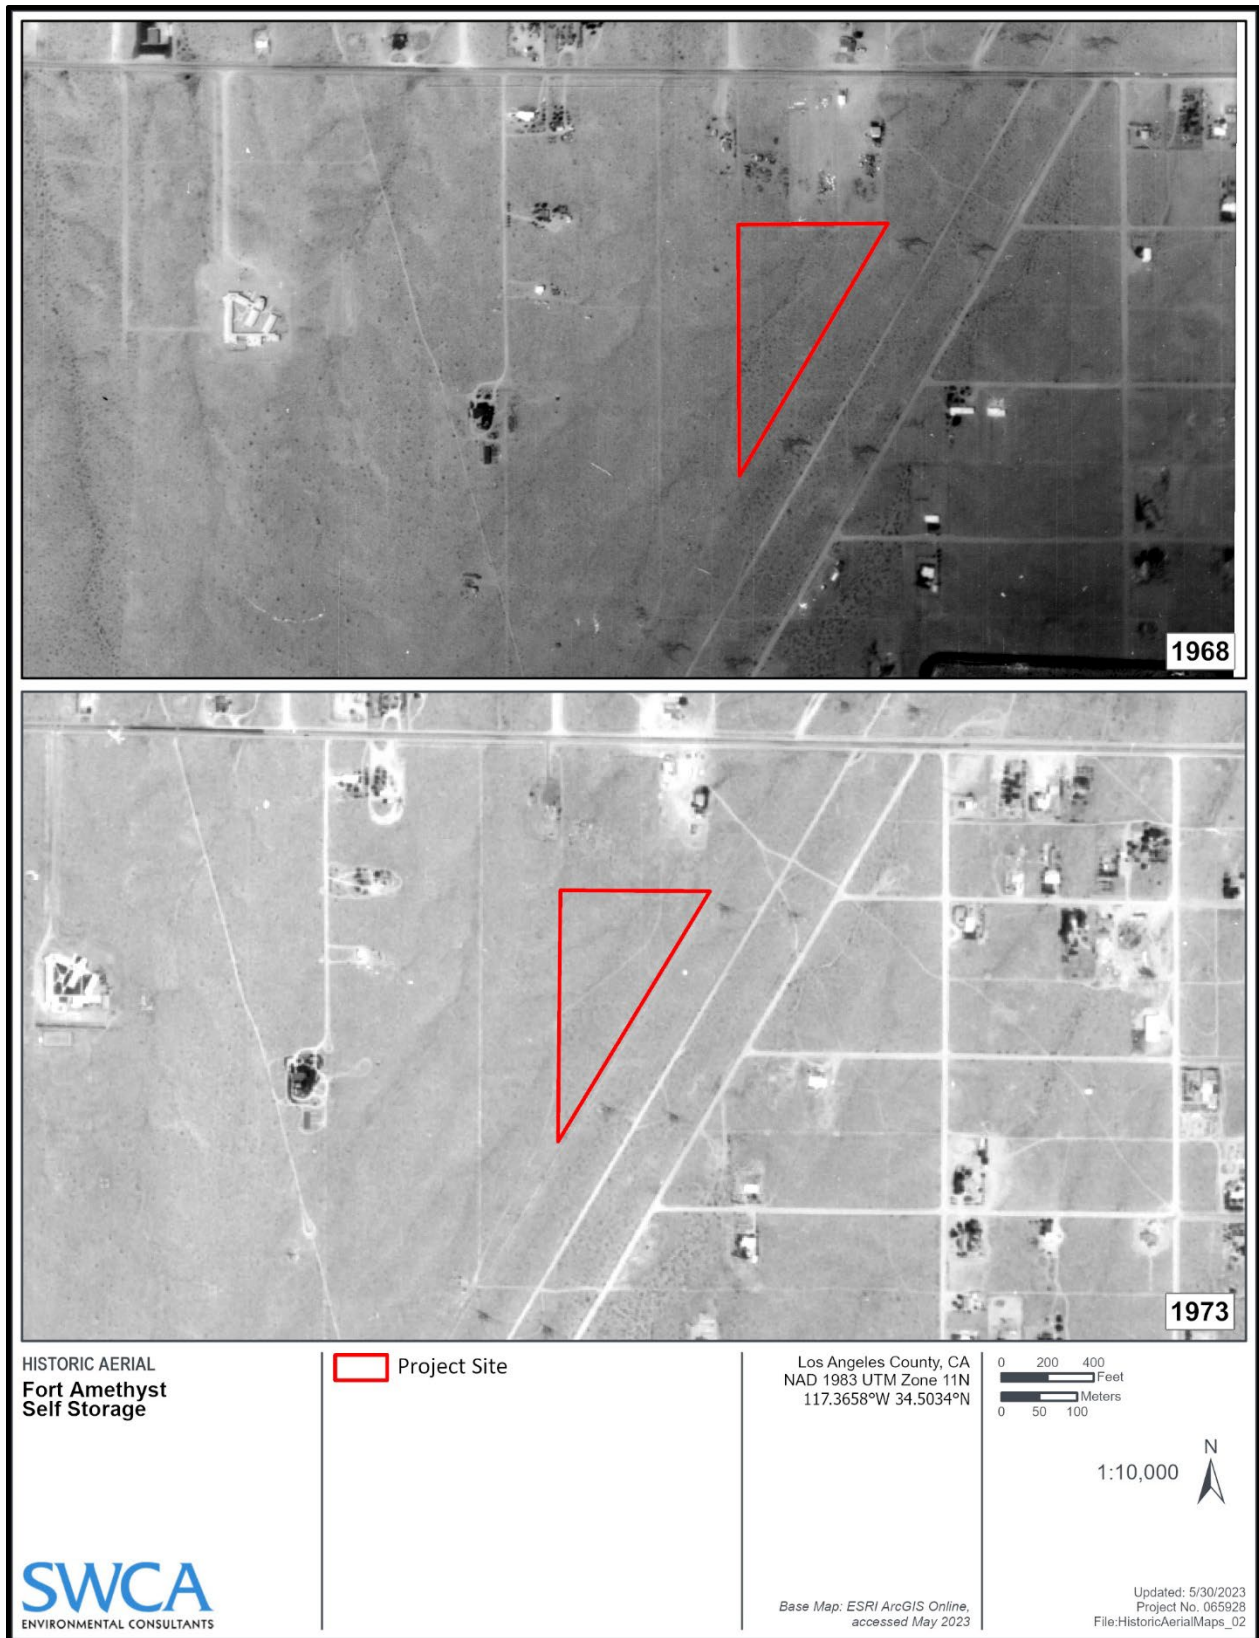 1968
1973
HISTORIC AERIAL
Fort Amethyst
Self Storage
SWCA
ENVIRONMENTAL CONSULTANTS
Project Site
Los Angeles County, CA
NAD 1983 UTM Zone 11N
117.3658°W 34.5034°N
Base Map: ESRI ArcGIS Online,
accessed May 2023
0 200 400
Feet
Meters
0 50 100
N
1:10,000
Updated: 5/30/2023
Project No. 065928
File:HistoricAerialMaps_02